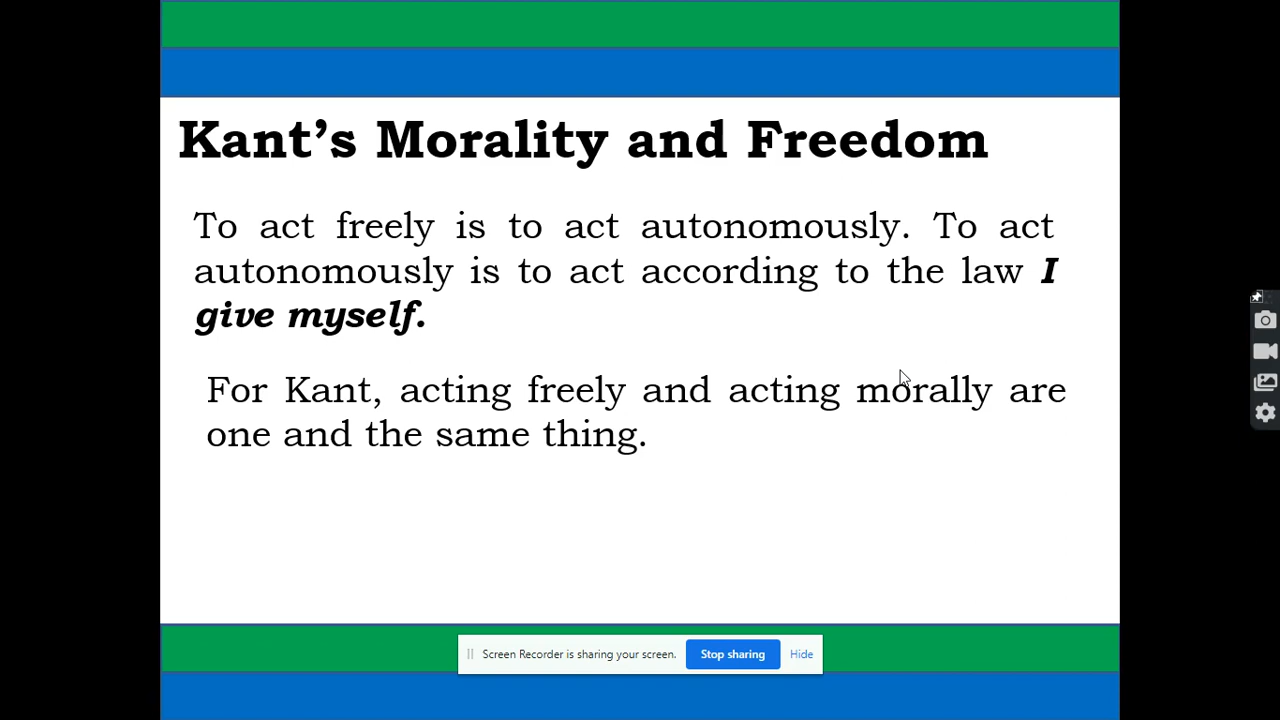 Kant's Morality and Freedom
To act freely is to act autonomously. To act
autonomously is to act according to the law I
give myself.
For Kant, acting freely and acting morally are
one and the same thing.
Screen Recorder is sharing your screen. Stop sharing Hide